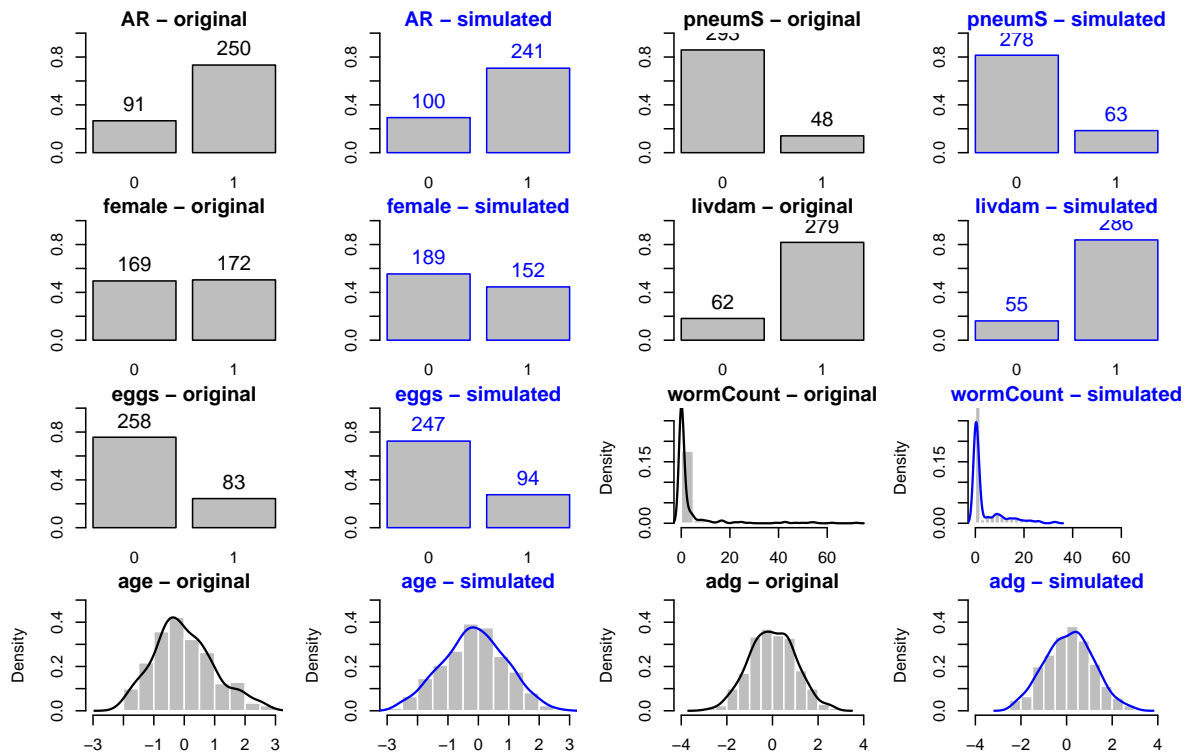 AR – original
0.8
0.4
0.0
91
250
0 1
AR – simulated
0.8
0.4
0.0
100
241
0 1
pneumS – original
0.8
0.4
0.0
293
48
0 1
pneumS – simulated
0.8
0.4
0.0
278
63
0 1
female – original
0.8
0.4
0.0
169
172
0 1
female – simulated
0.8
0.4
0.0
189
152
0 1
livdam – original
0.8
0.4
0.0
62
279
0 1
livdam – simulated
0.8
0.4
0.0
55
286
0 1
eggs – original
0.8
0.4
0.0
258
83
0 1
eggs – simulated
0.8
0.4
0.0
247
94
0 1
wormCount – original
Density
0.15
0.00
0 20 40 60
wormCount – simulated
Density
0.15
0.00
0 20 40 60
age – original
Density
0.4
0.2
0.0
−3 −1 0 1 2 3
age – simulated
Density
0.4
0.2
0.0
−3 −1 0 1 2 3
adg – original
Density
0.4
0.2
0.0
−4 −2 0 2 4
adg – simulated
Density
0.4
0.2
0.0
−4 −2 0 2 4